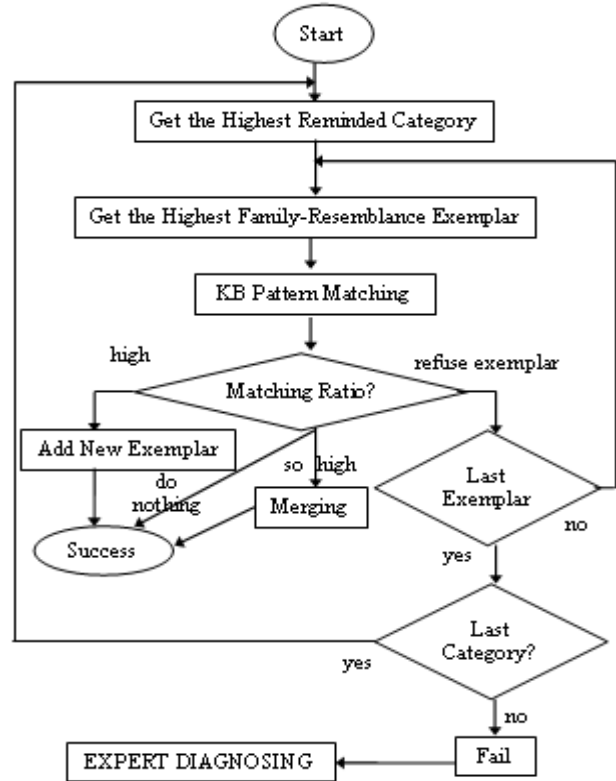 Start
Get the Highest Reminded Category
Get the Highest Family-Resemblance Exemplar
KB Pattern Matching
high
refuse exemplar
Matching Ratio?
Add New Exemplar
do
nothing
so high
Merging
Success
Last
Exemplar
no
yes
Last
Category?
yes
no
Fail
EXPERT DIAGNOSING